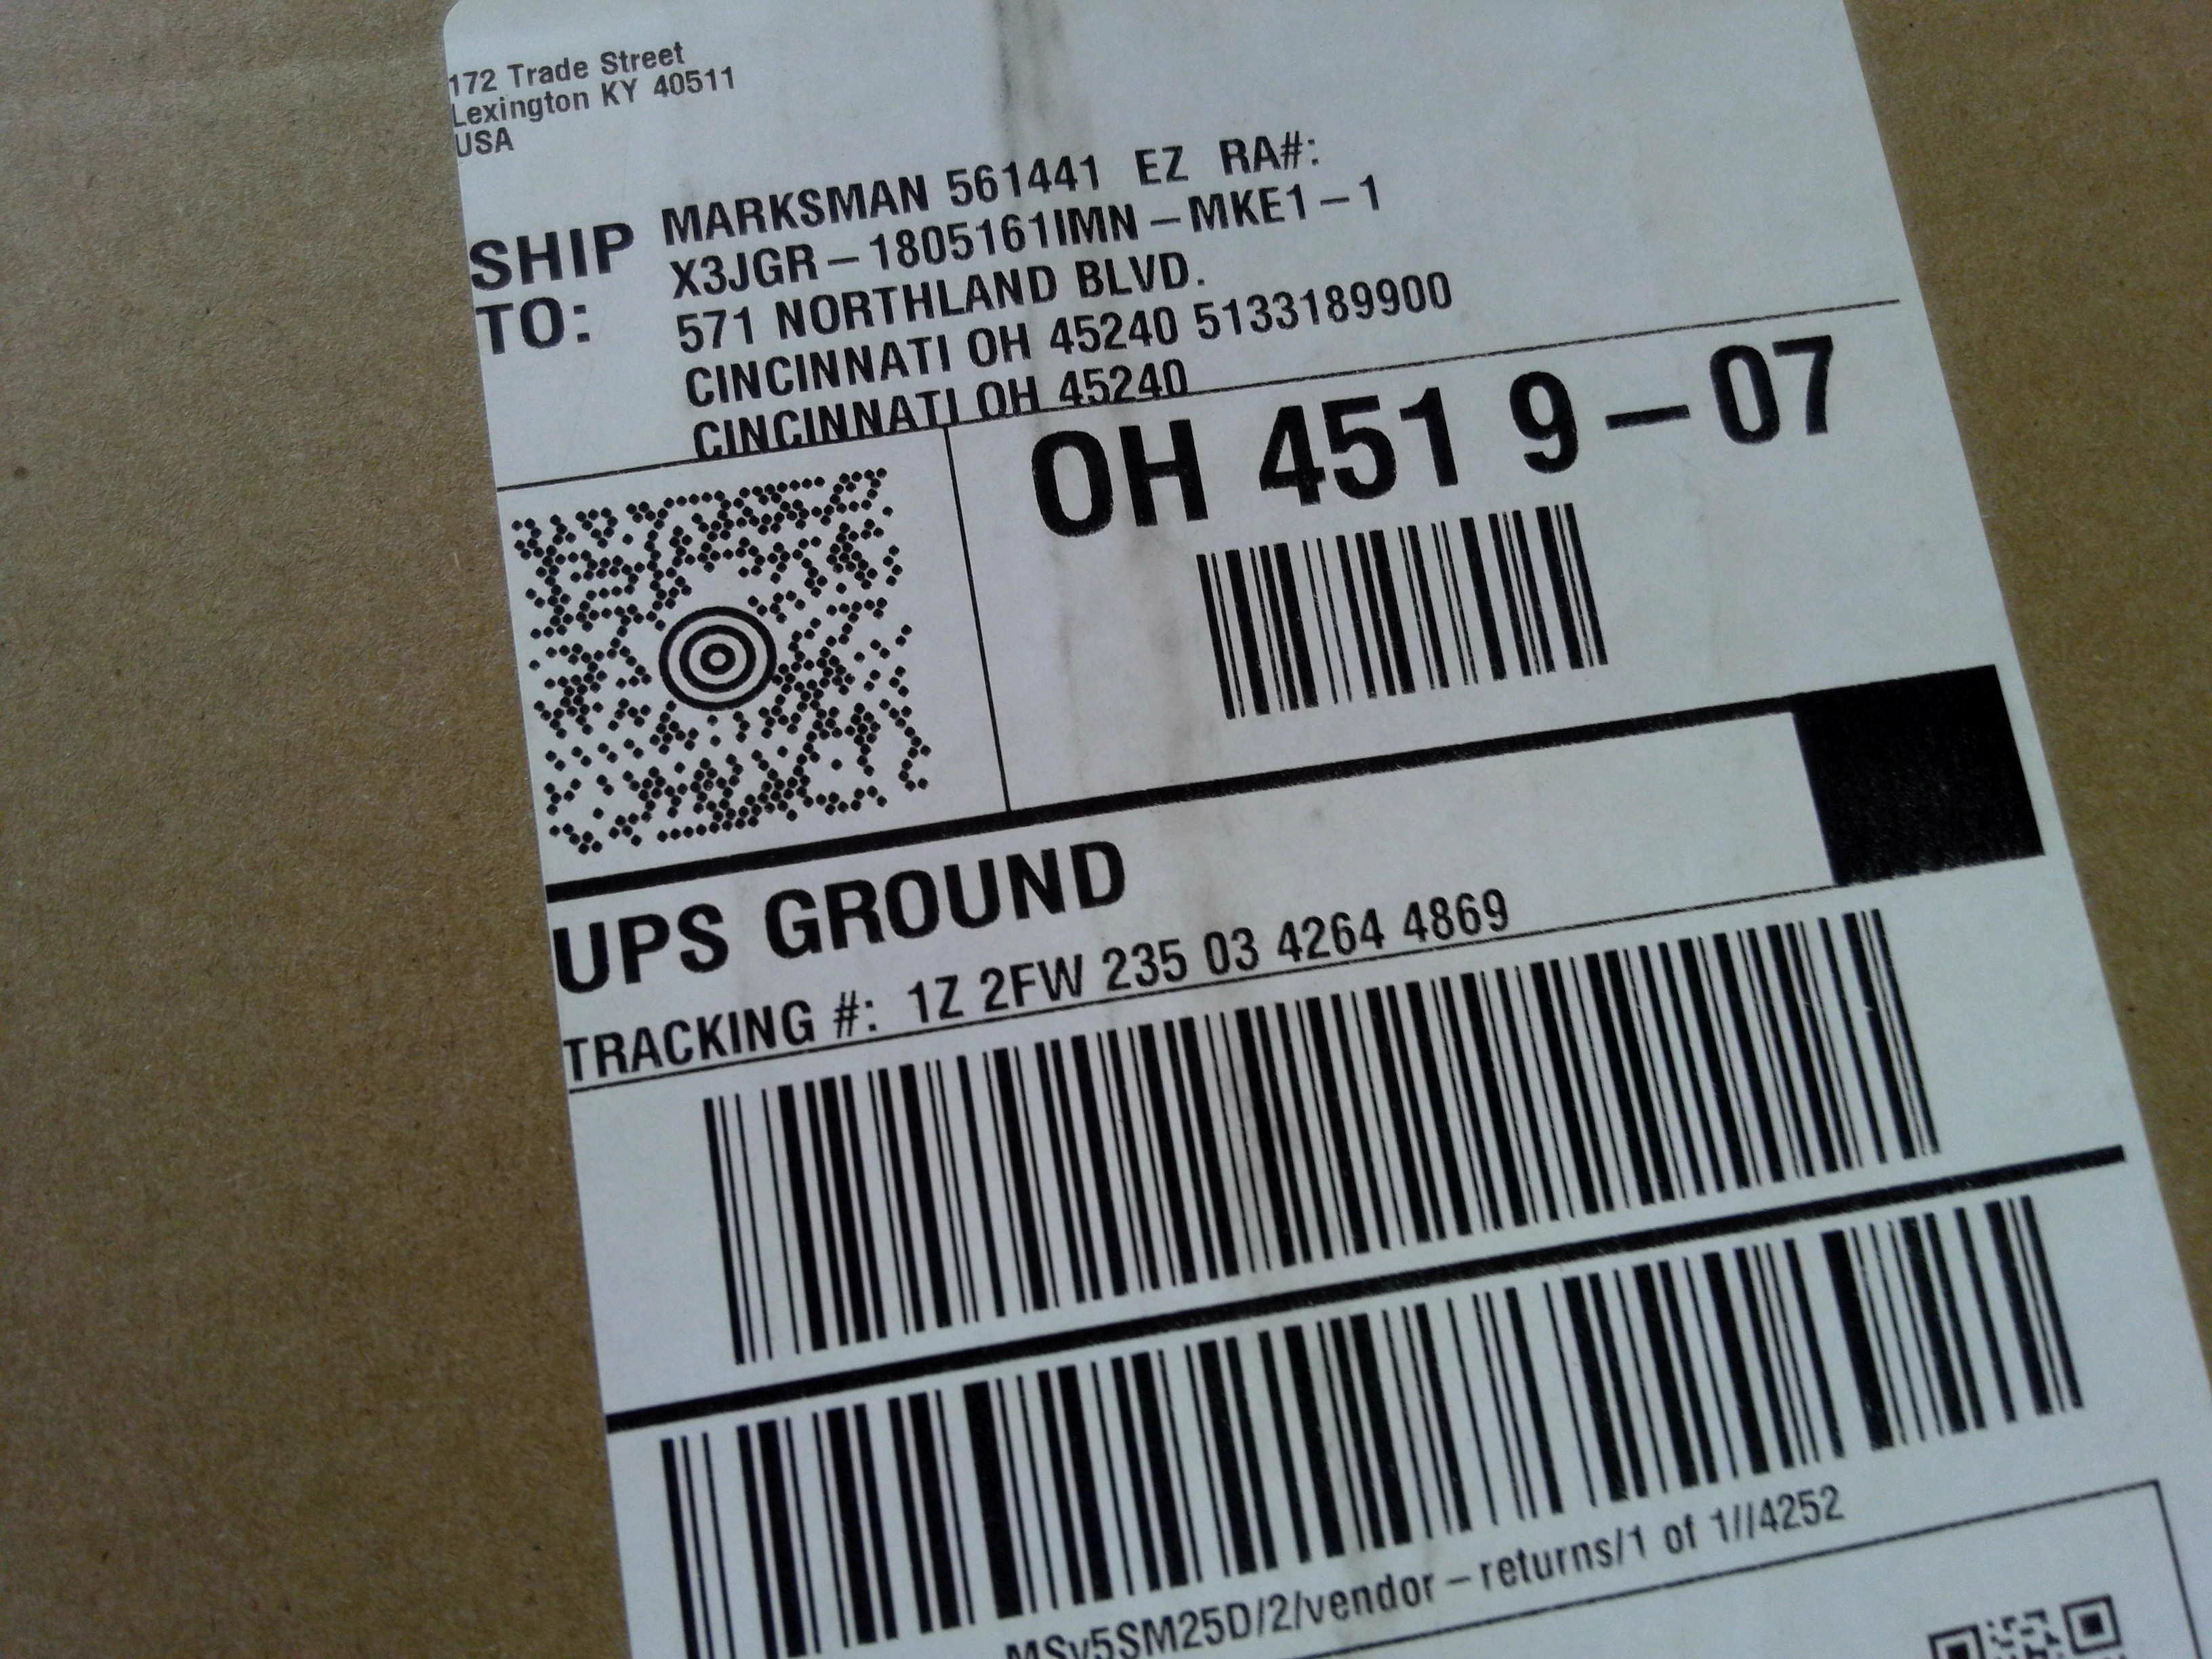 172 Trade Street
Lexington KY 40511
USA
SHIP TO:
MARKSMAN 561441 EZ RA#:
X3JGR-1805161IMN-MKE1-1
571 NORTHLAND BLVD.
CINCINNATI OH 45240 5133189900
CINCINNATI OH 45240
OH 451 9-07
UPS GROUND
TRACKING #: 1Z 2FW 235 03 4264 4869
MSv5SM25D/2/vendor-returns/1 of 1//4252